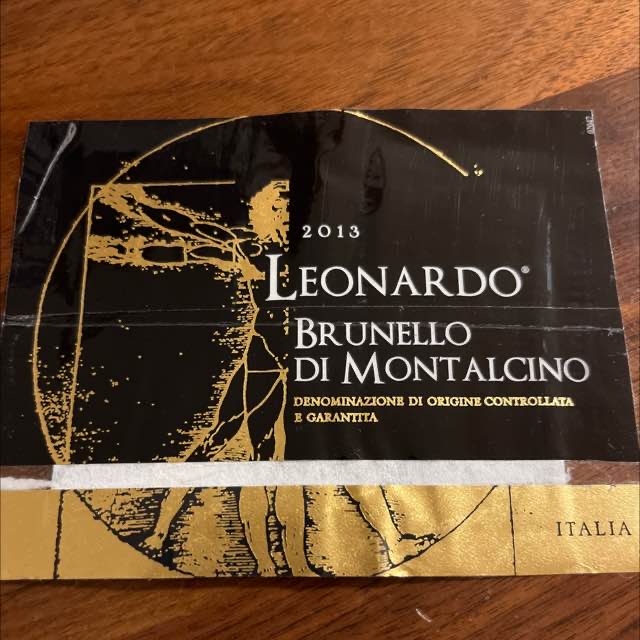 2013
LEONARDO®
BRUNELLO
DI MONTALCINO
DENOMINAZIONE DI ORIGINE CONTROLLATA
E GARANTITA
ITALIA